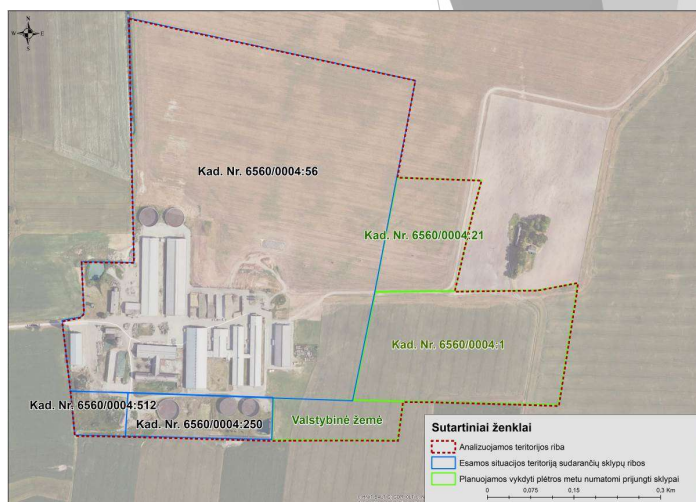 N
W
E
N
Kad. Nr. 6560/0004:56
Kad. Nr. 6560/0004:21
Kad. Nr. 6560/0004:1
Kad. Nr. 6560/0004:512
Kad. Nr. 6560/0004:250
Valstybinė žemė
Sutartiniai ženklai
Analizuojamos teritorijos riba
Esamos situacijos teritoriją sudarančių sklypų ribos
Planuojamos vykdyti plėtros metu numatomi prijungti sklypai
0 0,075 0,15 0,3 Km